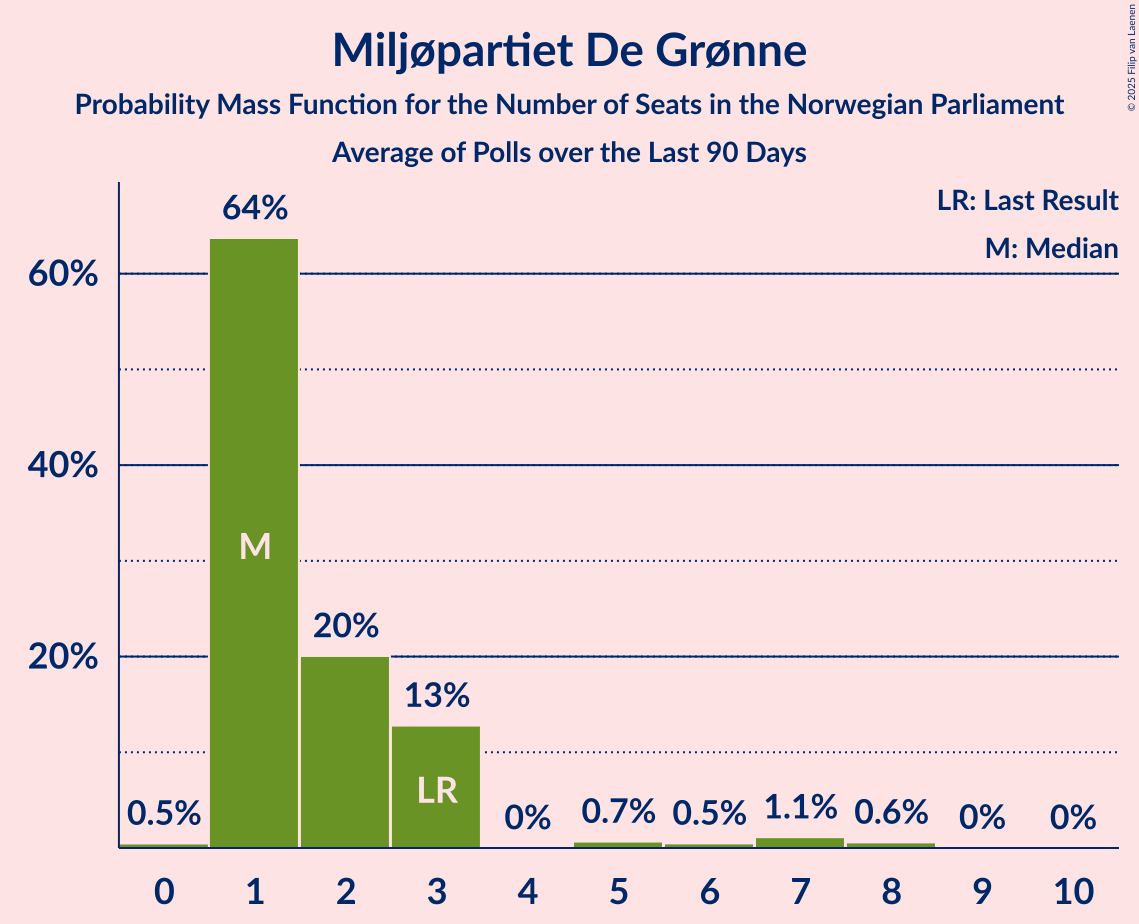 Miljøpartiet De Grønne
Probability Mass Function for the Number of Seats in the Norwegian Parliament
Average of Polls over the Last 90 Days
© 2025 Filip van Laenen
LR: Last Result
M: Median
60%
40%
20%
0.5%
64%
20%
13%
0%
0.7%
0.5%
1.1%
0.6%
0%
0%
M
LR
0 1 2 3 4 5 6 7 8 9 10